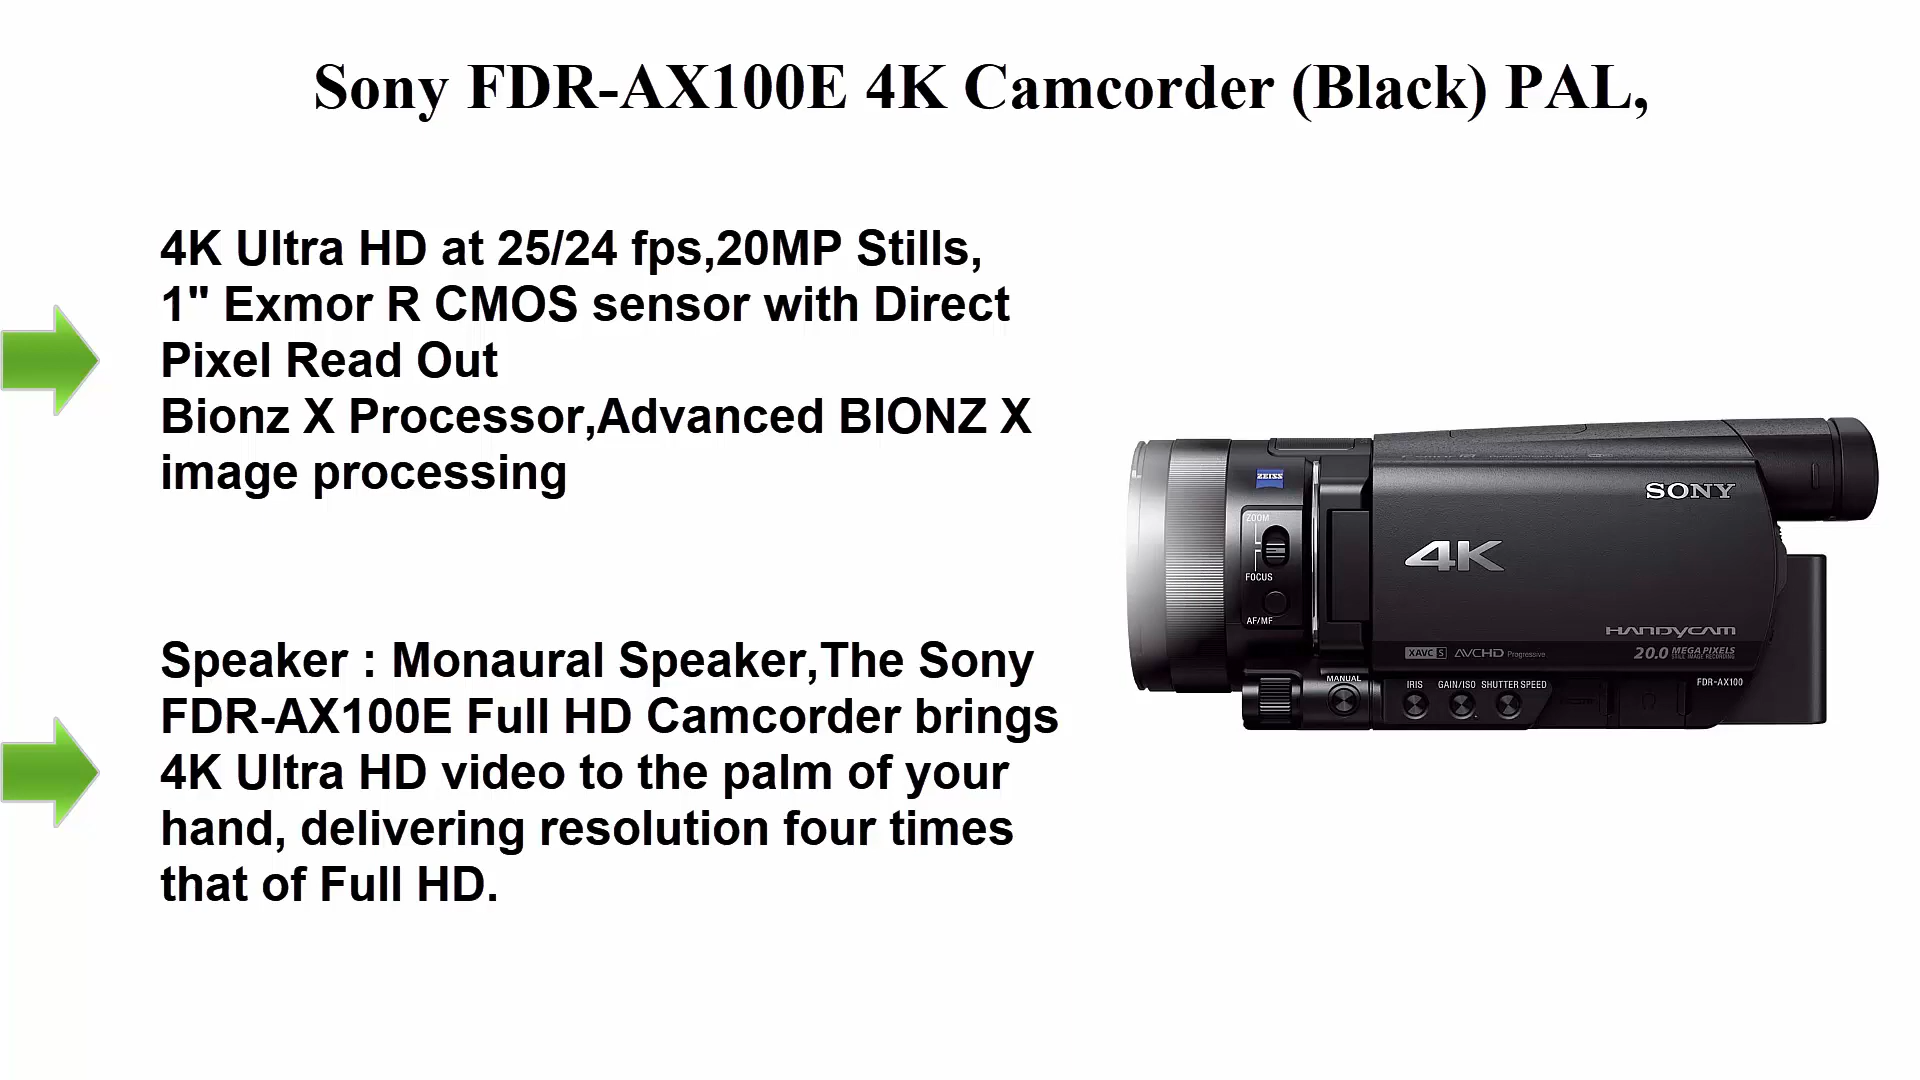 Sony FDR-AX100E 4K Camcorder (Black) PAL,
4K Ultra HD at 25/24 fps,20MP Stills,
1" Exmor R CMOS sensor with Direct
Pixel Read Out
Bionz X Processor,Advanced BIONZ X
image processing
Speaker : Monaural Speaker,The Sony
FDR-AX100E Full HD Camcorder brings
4K Ultra HD video to the palm of your
hand, delivering resolution four times
that of Full HD.
ZEISS
ZOOM
FOCUS
AF/MF
SONY
4K
HANDYCAM
XAVC S AVCHD Progressive
20.0 MEGA PIXELS
STILL IMAGE RECORDING
FDR-AX100
MANUAL
IRIS GAIN/ISO SHUTTER SPEED